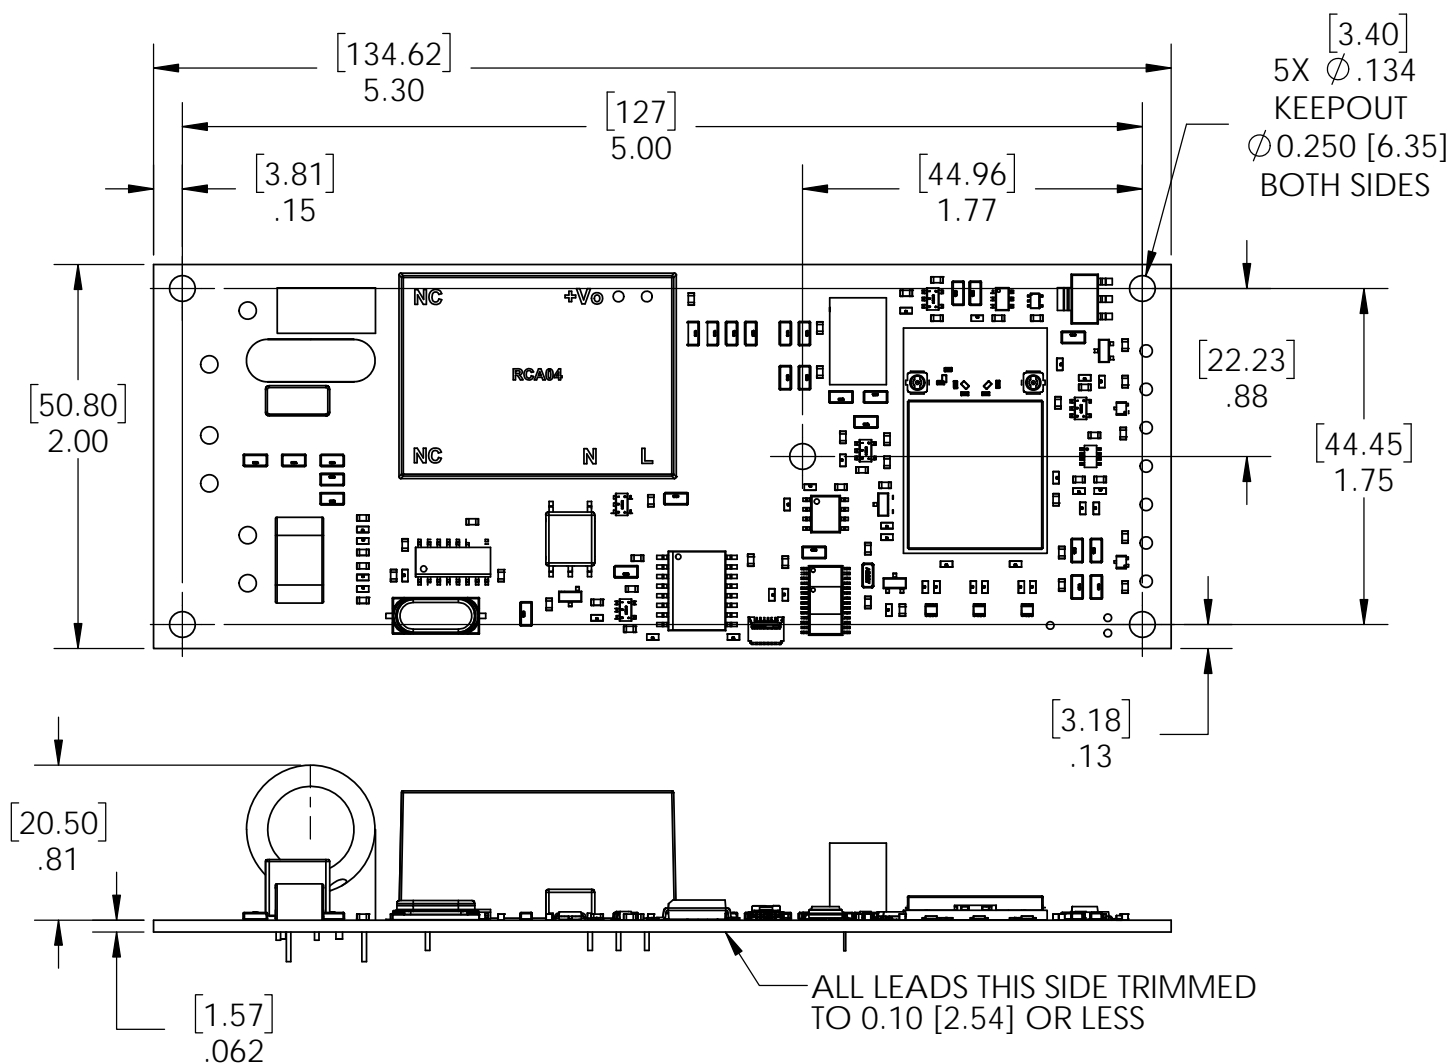 [134.62]
5.30
[3.40]
5X ∅.134
KEEPOUT
∅0.250 [6.35]
BOTH SIDES
[127]
5.00
[3.81]
.15
[44.96]
1.77
NC
+Vo
RCA04
NC
N
L
[50.80]
2.00
[22.23]
.88
[44.45]
1.75
[3.18]
.13
[20.50]
.81
[1.57]
.062
ALL LEADS THIS SIDE TRIMMED
TO 0.10 [2.54] OR LESS